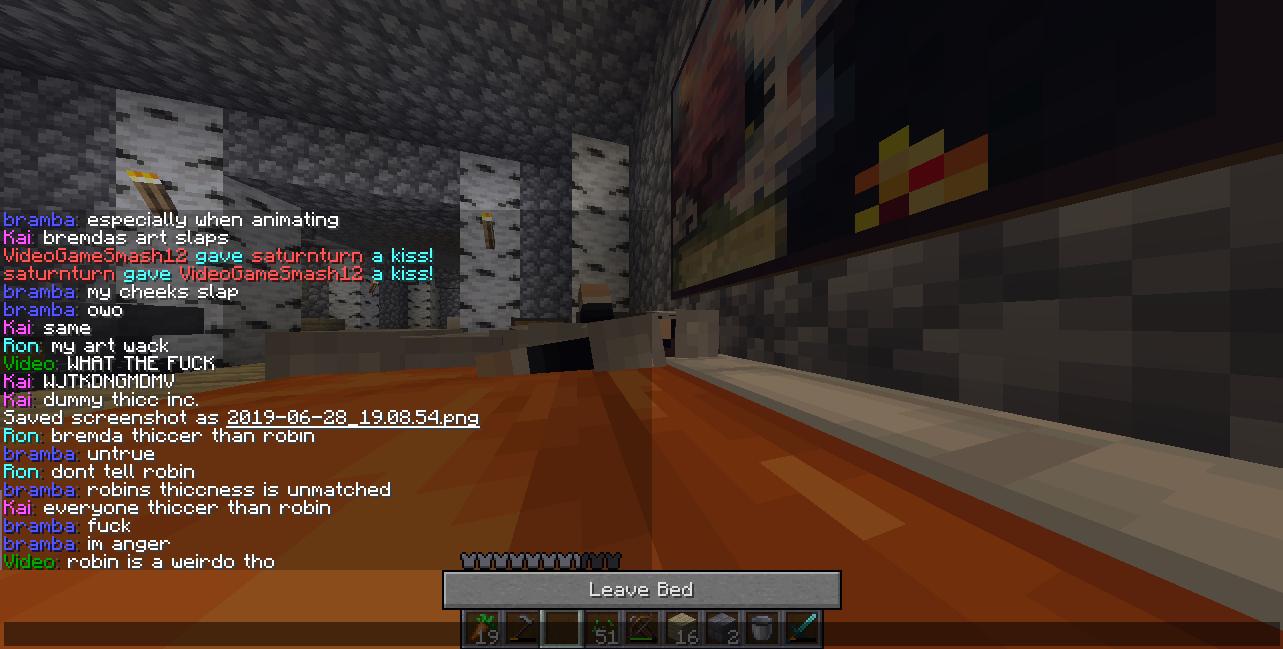 bramba: especially when animating
Kai: bremdas art slaps
VideoGameSmash12 gave saturnturn a kiss!
saturnturn gave VideoGameSmash12 a kiss!
bramba: my cheeks slap
bramba: owo
Kai: same
Ron: my art wack
Video: WHAT THE FUCK
Kai: WJTKDNGMDMV
Kai: dummy thicc inc.
Saved screenshot as 2019-06-28_19.08.54.png
Ron: bremda thiccer than robin
bramba: untrue
Ron: dont tell robin
bramba: robins thiccness is unmatched
Kai: everyone thiccer than robin
bramba: fuck
bramba: im anger
Video: robin is a weirdo tho
Leave Bed
19 51 16 2